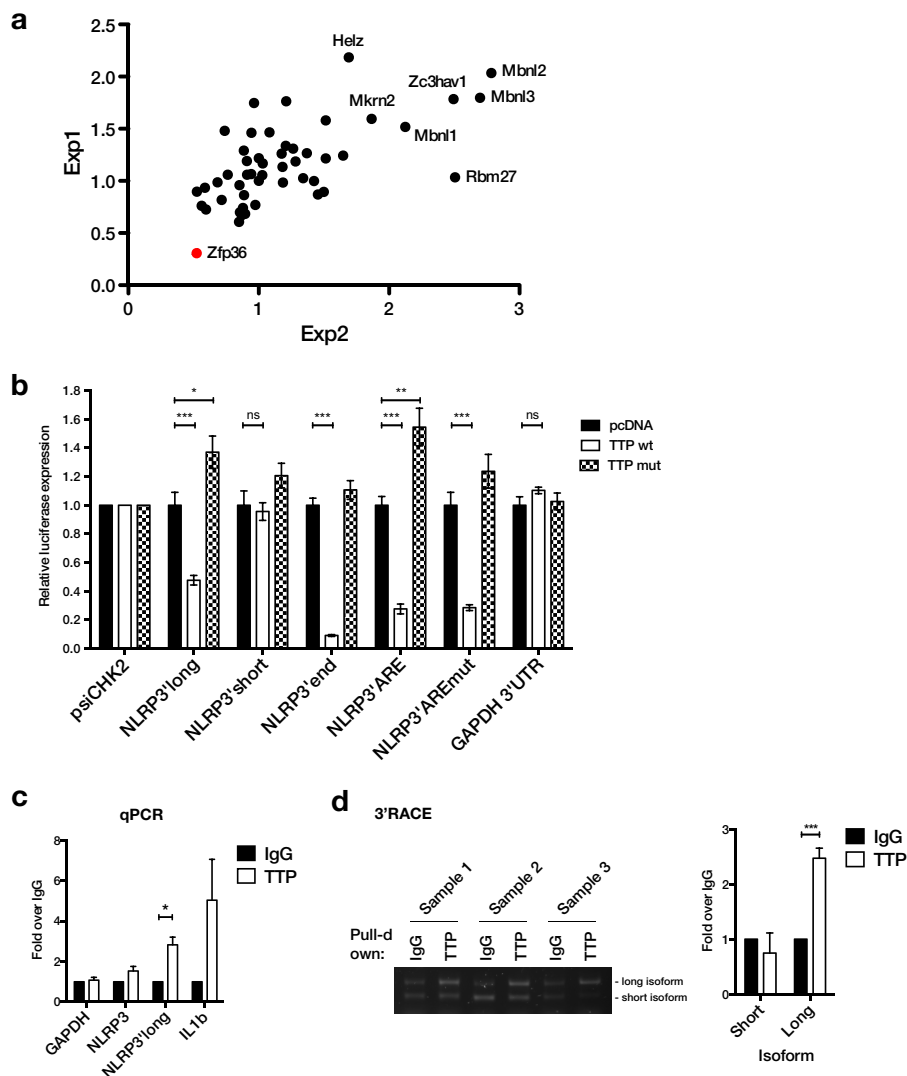 a
2.5
2.0
1.5
1.0
0.5
0.0
Exp1
Helz
Mbnl2
Zc3hav1
Mbnl3
Mkrn2
Mbnl1
Rbm27
Zfp36
0 1 2 3
Exp2
b
1.8
1.6
1.4
1.2
1.0
0.8
0.6
0.4
0.2
0.0
Relative luciferase expression
* ***
ns
***
** ***
***
ns
pcDNA
TTP wt
TTP mut
psiCHK2
NLRP3'long
NLRP3'short
NLRP3'end
NLRP3'ARE
NLRP3'AREmut
GAPDH 3'UTR
c
qPCR
8
6
4
2
0
Fold over IgG
*
IgG
TTP
GAPDH
NLRP3
NLRP3'long
IL1b
d
3'RACE
Sample 1
Sample 2
Sample 3
Pull-d
own:
IgG TTP IgG TTP IgG TTP
- long isoform
- short isoform
3
2
1
0
Fold over IgG
***
IgG
TTP
Short
Long
Isoform